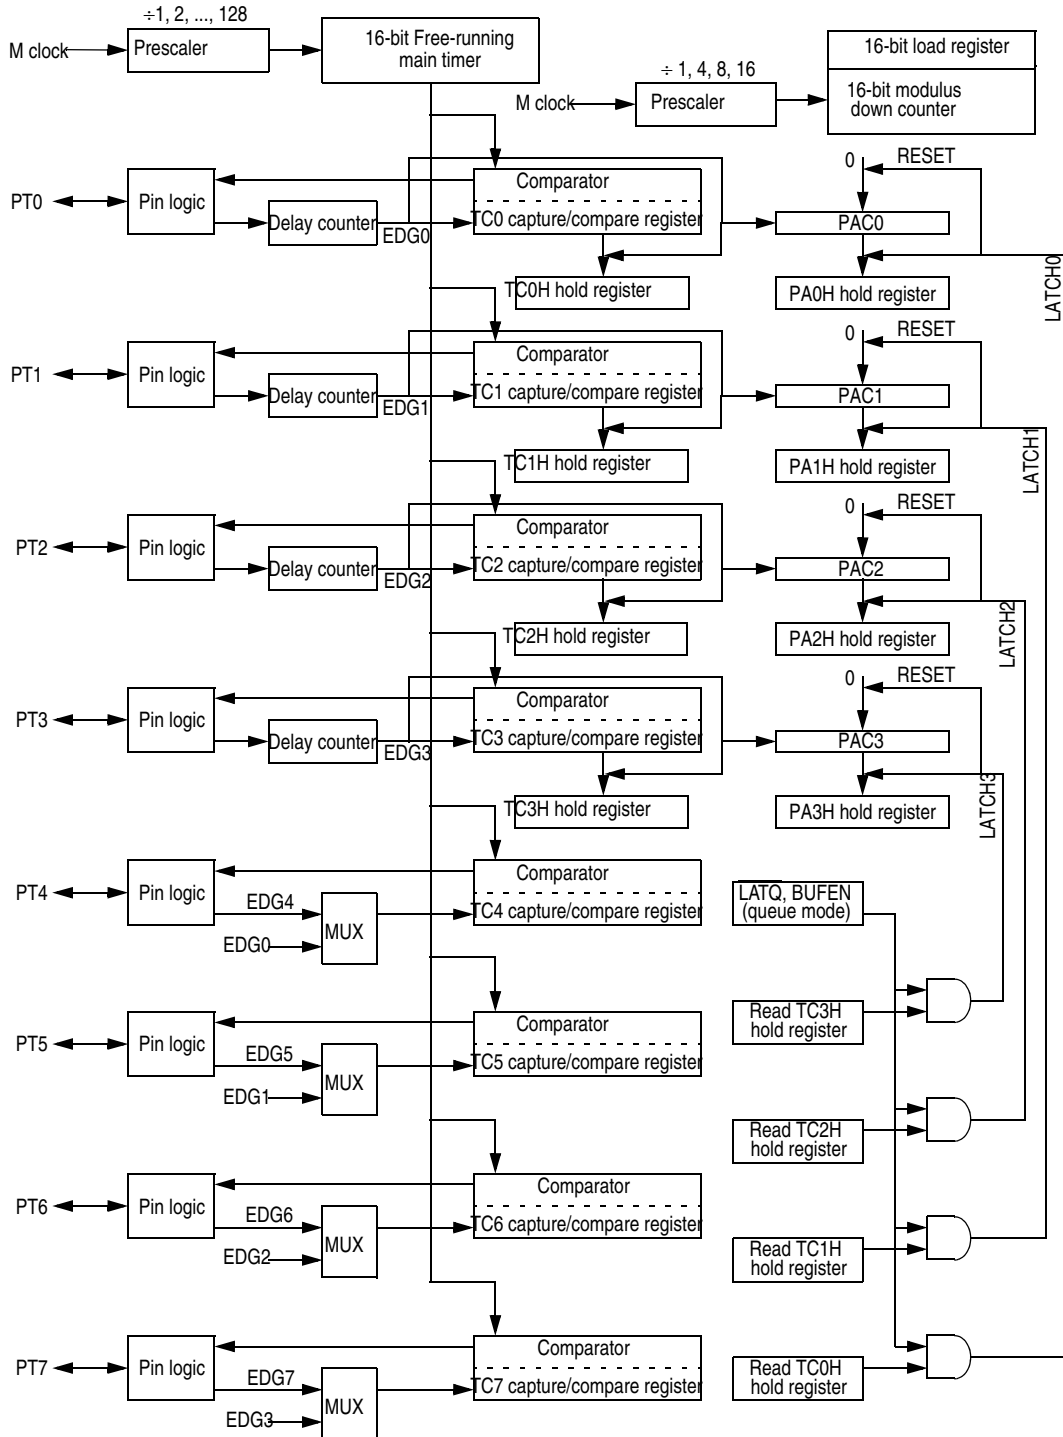 ÷1, 2, ..., 128
M clock
Prescaler
16-bit Free-running
main timer
16-bit load register
16-bit modulus
down counter
÷ 1, 4, 8, 16
M clock
Prescaler
PT0
Pin logic
Delay counter
EDG0
Comparator
TC0 capture/compare register
TC0H hold register
0
RESET
PAC0
PA0H hold register
LATCH0
PT1
Pin logic
Delay counter
EDG1
Comparator
TC1 capture/compare register
TC1H hold register
0
RESET
PAC1
PA1H hold register
LATCH1
PT2
Pin logic
Delay counter
EDG2
Comparator
TC2 capture/compare register
TC2H hold register
0
RESET
PAC2
PA2H hold register
LATCH2
PT3
Pin logic
Delay counter
EDG3
Comparator
TC3 capture/compare register
TC3H hold register
0
RESET
PAC3
PA3H hold register
LATCH3
PT4
Pin logic
EDG4
EDG0
MUX
Comparator
TC4 capture/compare register
LATQ, BUFEN
(queue mode)
PT5
Pin logic
EDG5
EDG1
MUX
Comparator
TC5 capture/compare register
Read TC3H
hold register
Read TC2H
hold register
PT6
Pin logic
EDG6
EDG2
MUX
Comparator
TC6 capture/compare register
Read TC1H
hold register
PT7
Pin logic
EDG7
EDG3
MUX
Comparator
TC7 capture/compare register
Read TC0H
hold register